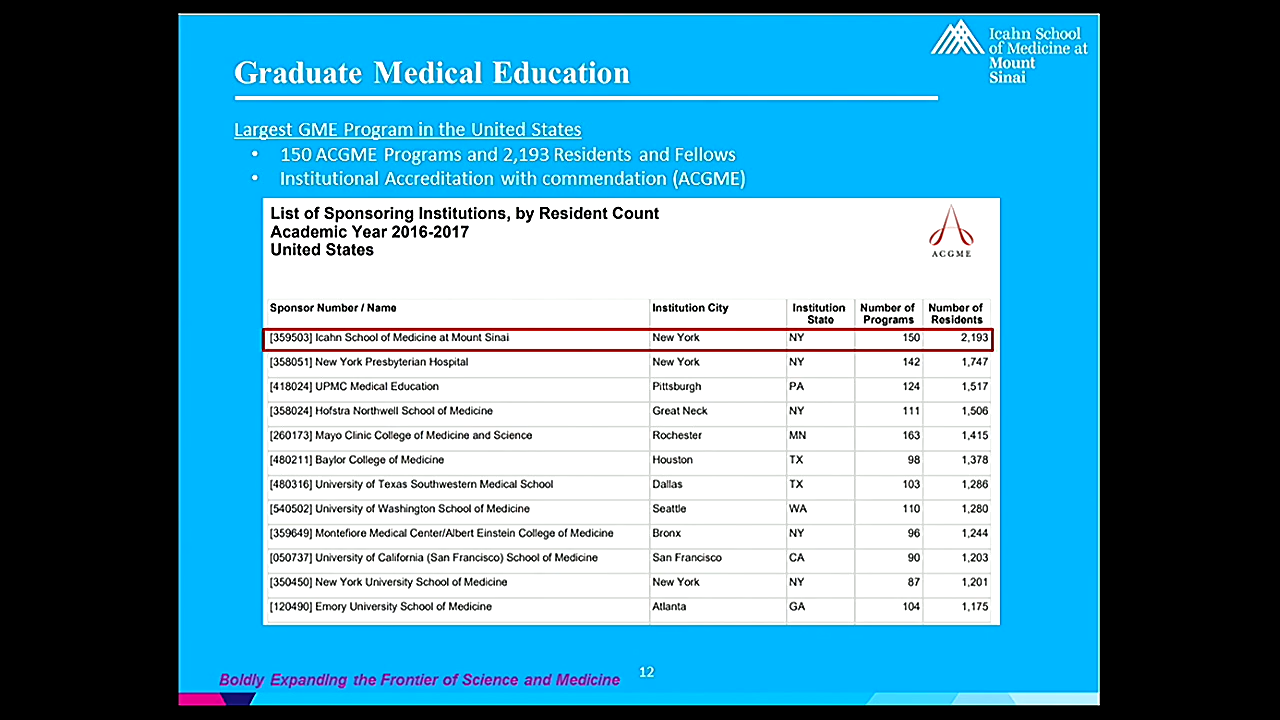 Icahn School
of Medicine at
Mount
Sinai
Graduate Medical Education
Largest GME Program in the United States
• 150 ACGME Programs and 2,193 Residents and Fellows
• Institutional Accreditation with commendation (ACGME)
List of Sponsoring Institutions, by Resident Count
Academic Year 2016-2017
United States
ACGME
Sponsor Number / Name Institution City Institution State Number of Programs Number of Residents
[359503] Icahn School of Medicine at Mount Sinai New York NY 150 2,193
[358051] New York Presbyterian Hospital New York NY 142 1,747
[418024] UPMC Medical Education Pittsburgh PA 124 1,517
[358024] Hofstra Northwell School of Medicine Great Neck NY 111 1,506
[260173] Mayo Clinic College of Medicine and Science Rochester MN 163 1,415
[480211] Baylor College of Medicine Houston TX 98 1,378
[480316] University of Texas Southwestern Medical School Dallas TX 103 1,286
[540502] University of Washington School of Medicine Seattle WA 110 1,280
[359649] Montefiore Medical Center/Albert Einstein College of Medicine Bronx NY 96 1,244
[050737] University of California (San Francisco) School of Medicine San Francisco CA 90 1,203
[350450] New York University School of Medicine New York NY 87 1,201
[120490] Emory University School of Medicine Atlanta GA 104 1,175
12
Boldly Expanding the Frontier of Science and Medicine